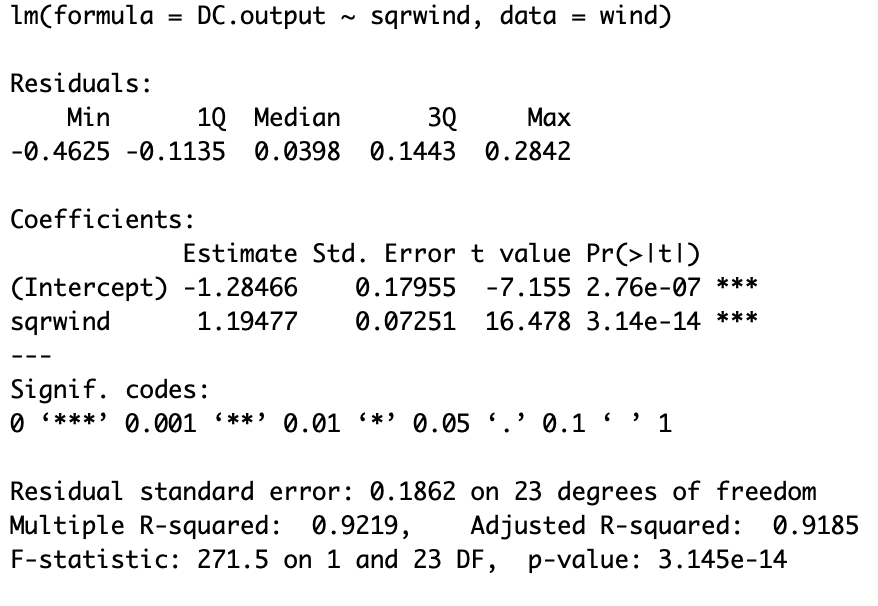 lm(formula = DC.output ~ sqrwind, data = wind)
Residuals:
Min 1Q Median 3Q Max
-0.4625 -0.1135 0.0398 0.1443 0.2842
Coefficients:
Estimate Std. Error t value Pr(>|t|)
(Intercept) -1.28466 0.17955 -7.155 2.76e-07 ***
sqrwind 1.19477 0.07251 16.478 3.14e-14 ***
---
Signif. codes:
0 ‘***’ 0.001 ‘**’ 0.01 ‘*’ 0.05 ‘.’ 0.1 ‘ ’ 1
Residual standard error: 0.1862 on 23 degrees of freedom
Multiple R-squared: 0.9219, Adjusted R-squared: 0.9185
F-statistic: 271.5 on 1 and 23 DF, p-value: 3.145e-14